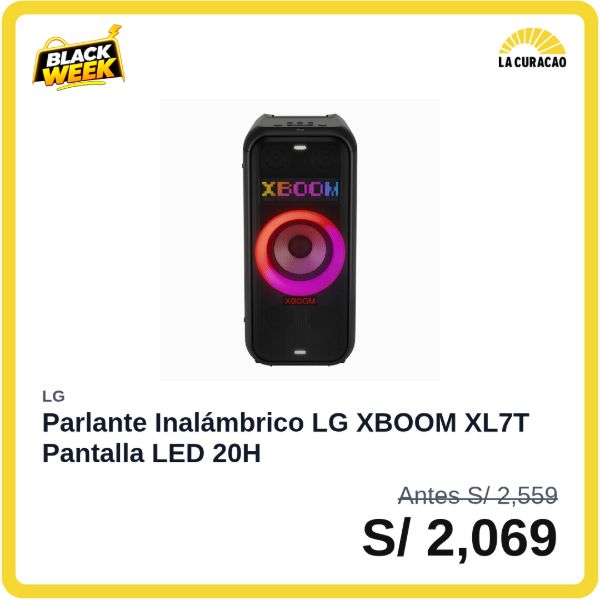 BLACK
WEEK
LA CURACAO
XBOOM
XBOOM
LG
Parlante Inalámbrico LG XBOOM XL7T
Pantalla LED 20H
Antes S/ 2,559
S/ 2,069